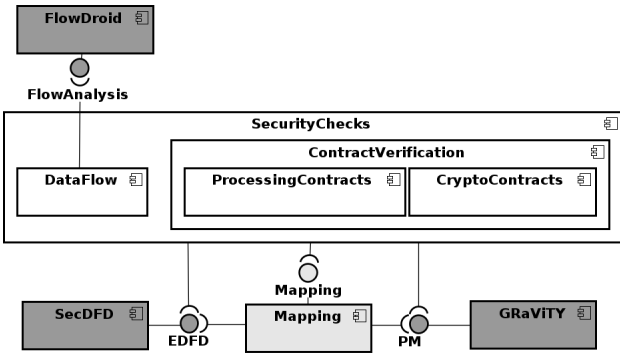 FlowDroid
FlowAnalysis
SecurityChecks
ContractVerification
DataFlow
ProcessingContracts
CryptoContracts
Mapping
SecDFD
Mapping
GRaViTY
EDFD
PM